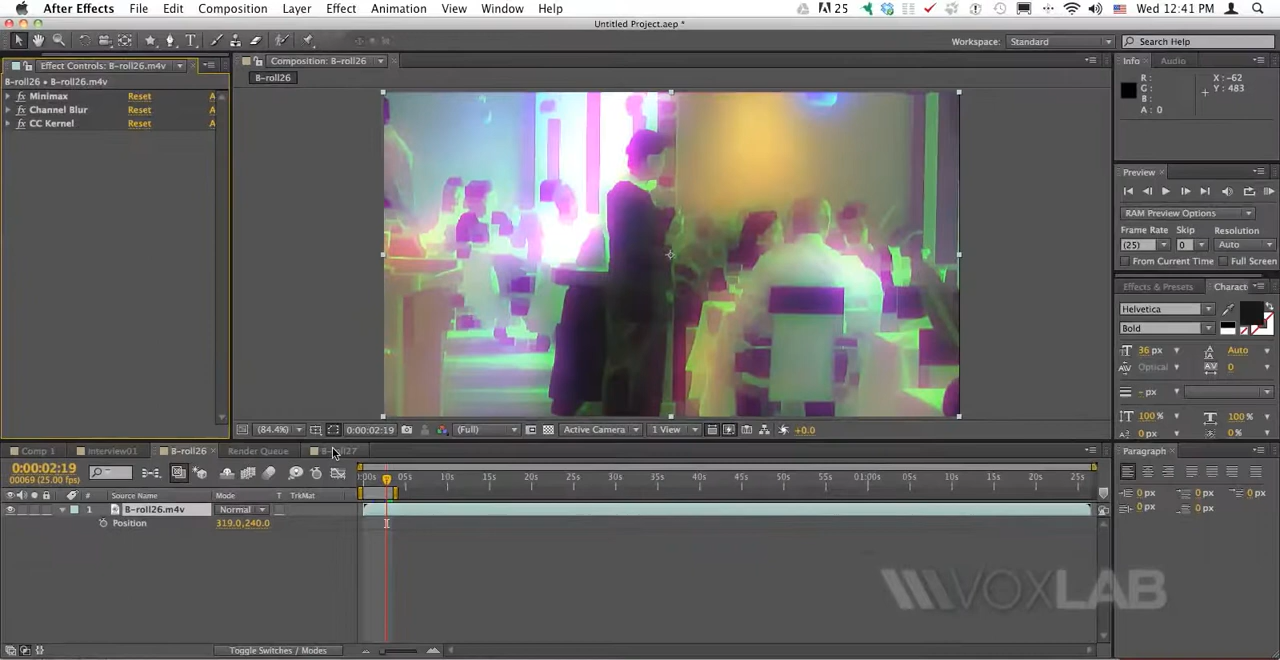 After Effects File Edit Composition Layer Effect Animation View Window Help
25 Wed 12:41 PM
Untitled Project.aep *
Workspace: Standard Search Help
Effect Controls: B-roll26.m4v
Composition: B-roll26
Info Audio
B-roll26 • B-roll26.m4v
B-roll26
fx Minimax Reset A
fx Channel Blur Reset A
fx CC Kernel Reset A
R :
G :
B :
A : 0
X : -62
Y : 483
Preview
RAM Preview Options
Frame Rate Skip Resolution
(25) 0 Auto
From Current Time Full Screen
Effects & Presets Charact
Helvetica
Bold
36 px Auto
Optical 0
- px
100 % 100 %
0 px 0 %
(84.4%) 0:00:02:19 (Full) Active Camera 1 View +0.0
Comp 1 interview01 B-roll26 Render Queue
Paragraph
0:00:02:19
00069 (25.00 fps)
:00s 05s 10s 15s 20s 25s 30s 35s 40s 45s 50s 55s 01:00s 05s 10s 15s 20s 25s
# Source Name Mode T TrkMat
1 B-roll26.m4v Normal
Position 319.0,240.0
0 px 0 px 0 px
0 px 0 px
VOXLAB
Toggle Switches / Modes